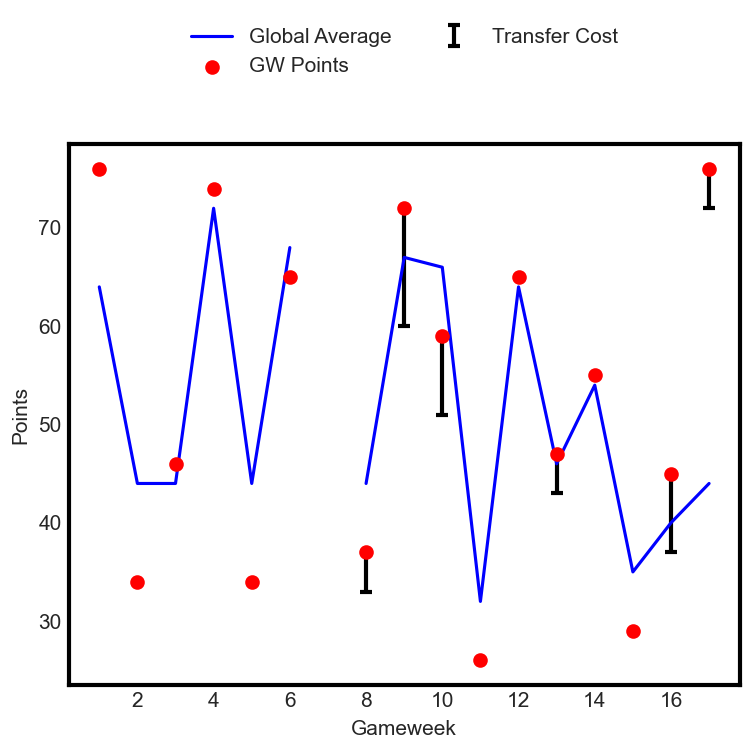 Global Average
GW Points
Transfer Cost
Points
70
60
50
40
30
2 4 6 8 10 12 14 16
Gameweek